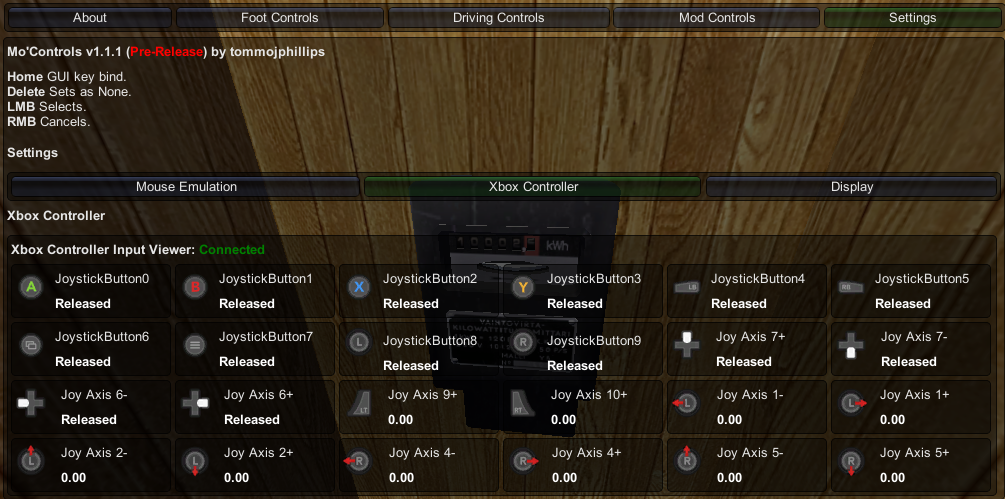 About Foot Controls Driving Controls Mod Controls Settings
Mo'Controls v1.1.1 (Pre-Release) by tommojphillips
Home GUI key bind.
Delete Sets as None.
LMB Selects.
RMB Cancels.
Settings
Mouse Emulation Xbox Controller Display
Xbox Controller
Xbox Controller Input Viewer: Connected
kWh
A JoystickButton0 B JoystickButton1 X JoystickButton2 Y JoystickButton3 LB JoystickButton4 RB JoystickButton5
Released Released Released Released Released Released
JoystickButton6 JoystickButton7 L JoystickButton8 R JoystickButton9 Joy Axis 7+ Joy Axis 7-
Released Released Released Released Released Released
Joy Axis 6- Joy Axis 6+ LT Joy Axis 9+ RT Joy Axis 10+ L Joy Axis 1- L Joy Axis 1+
Released Released 0.00 0.00 0.00 0.00
L Joy Axis 2- L Joy Axis 2+ R Joy Axis 4- R Joy Axis 4+ R Joy Axis 5- R Joy Axis 5+
0.00 0.00 0.00 0.00 0.00 0.00